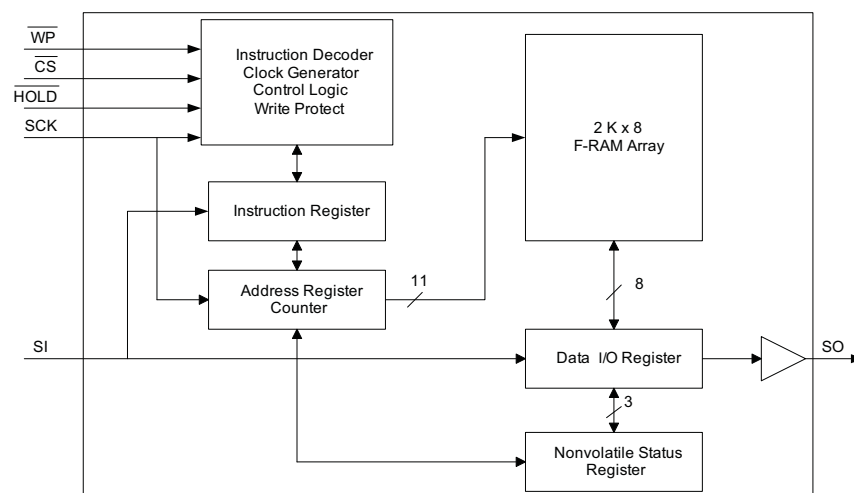 WP
CS
HOLD
SCK
Instruction Decoder
Clock Generator
Control Logic
Write Protect
2 K x 8
F-RAM Array
Instruction Register
Address Register
Counter
11
8
SI
Data I/O Register
SO
3
Nonvolatile Status
Register